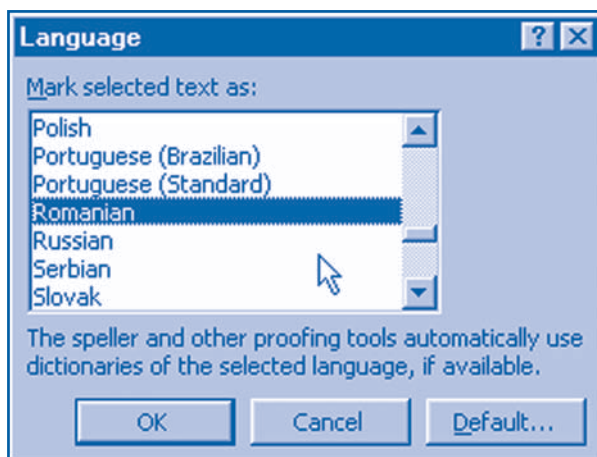 Language
Mark selected text as:
Polish
Portuguese (Brazilian)
Portuguese (Standard)
Romanian
Russian
Serbian
Slovak
The speller and other proofing tools automatically use
dictionaries of the selected language, if available.
OK Cancel Default...